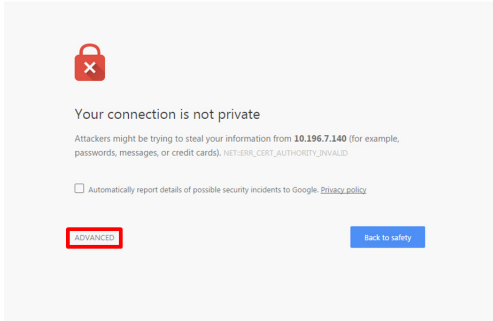 Your connection is not private
Attackers might be trying to steal your information from 10.196.7.140 (for example,
passwords, messages, or credit cards). NET::ERR_CERT_AUTHORITY_INVALID
Automatically report details of possible security incidents to Google. Privacy policy
ADVANCED
Back to safety